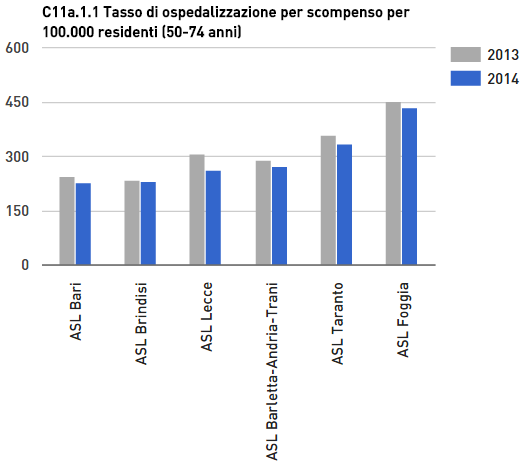 C11a.1.1 Tasso di ospedalizzazione per scompenso per
100.000 residenti (50-74 anni)
600
450
300
150
0
2013
2014
ASL Bari
ASL Brindisi
ASL Lecce
ASL Barletta-Andria-Trani
ASL Taranto
ASL Foggia